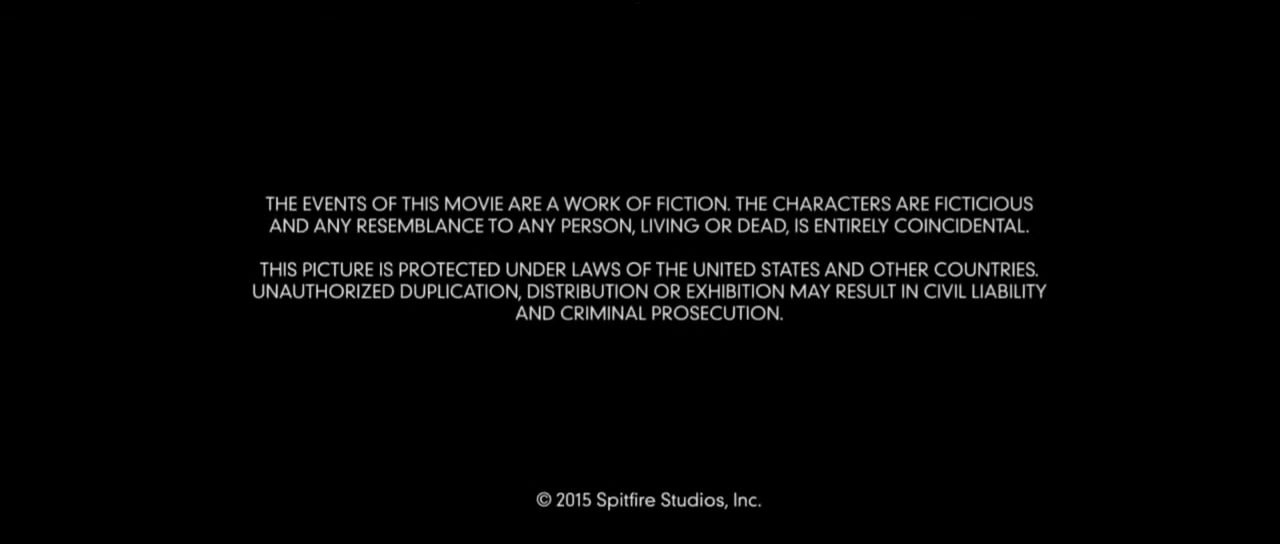 THE EVENTS OF THIS MOVIE ARE A WORK OF FICTION. THE CHARACTERS ARE FICTICIOUS
AND ANY RESEMBLANCE TO ANY PERSON, LIVING OR DEAD, IS ENTIRELY COINCIDENTAL.
THIS PICTURE IS PROTECTED UNDER LAWS OF THE UNITED STATES AND OTHER COUNTRIES.
UNAUTHORIZED DUPLICATION, DISTRIBUTION OR EXHIBITION MAY RESULT IN CIVIL LIABILITY
AND CRIMINAL PROSECUTION.
© 2015 Spitfire Studios, Inc.